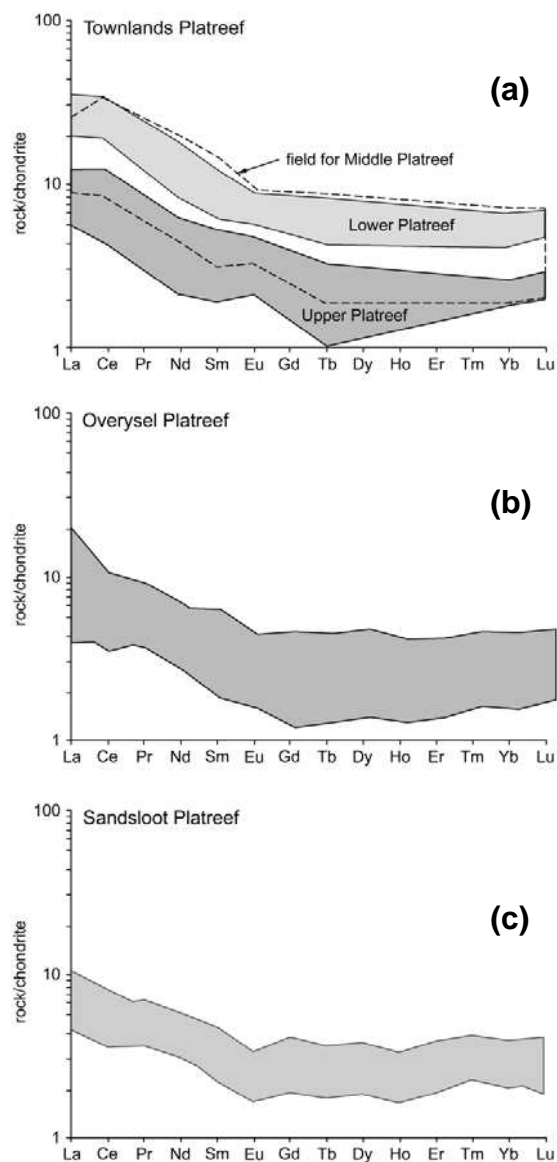 100
Townlands Platreef
(a)
field for Middle Platreef
rock/chondrite
10
Lower Platreef
Upper Platreef
1
La Ce Pr Nd Sm Eu Gd Tb Dy Ho Er Tm Yb Lu
100
Overysel Platreef
(b)
rock/chondrite
10
1
La Ce Pr Nd Sm Eu Gd Tb Dy Ho Er Tm Yb Lu
100
Sandsloot Platreef
(c)
rock/chondrite
10
1
La Ce Pr Nd Sm Eu Gd Tb Dy Ho Er Tm Yb Lu